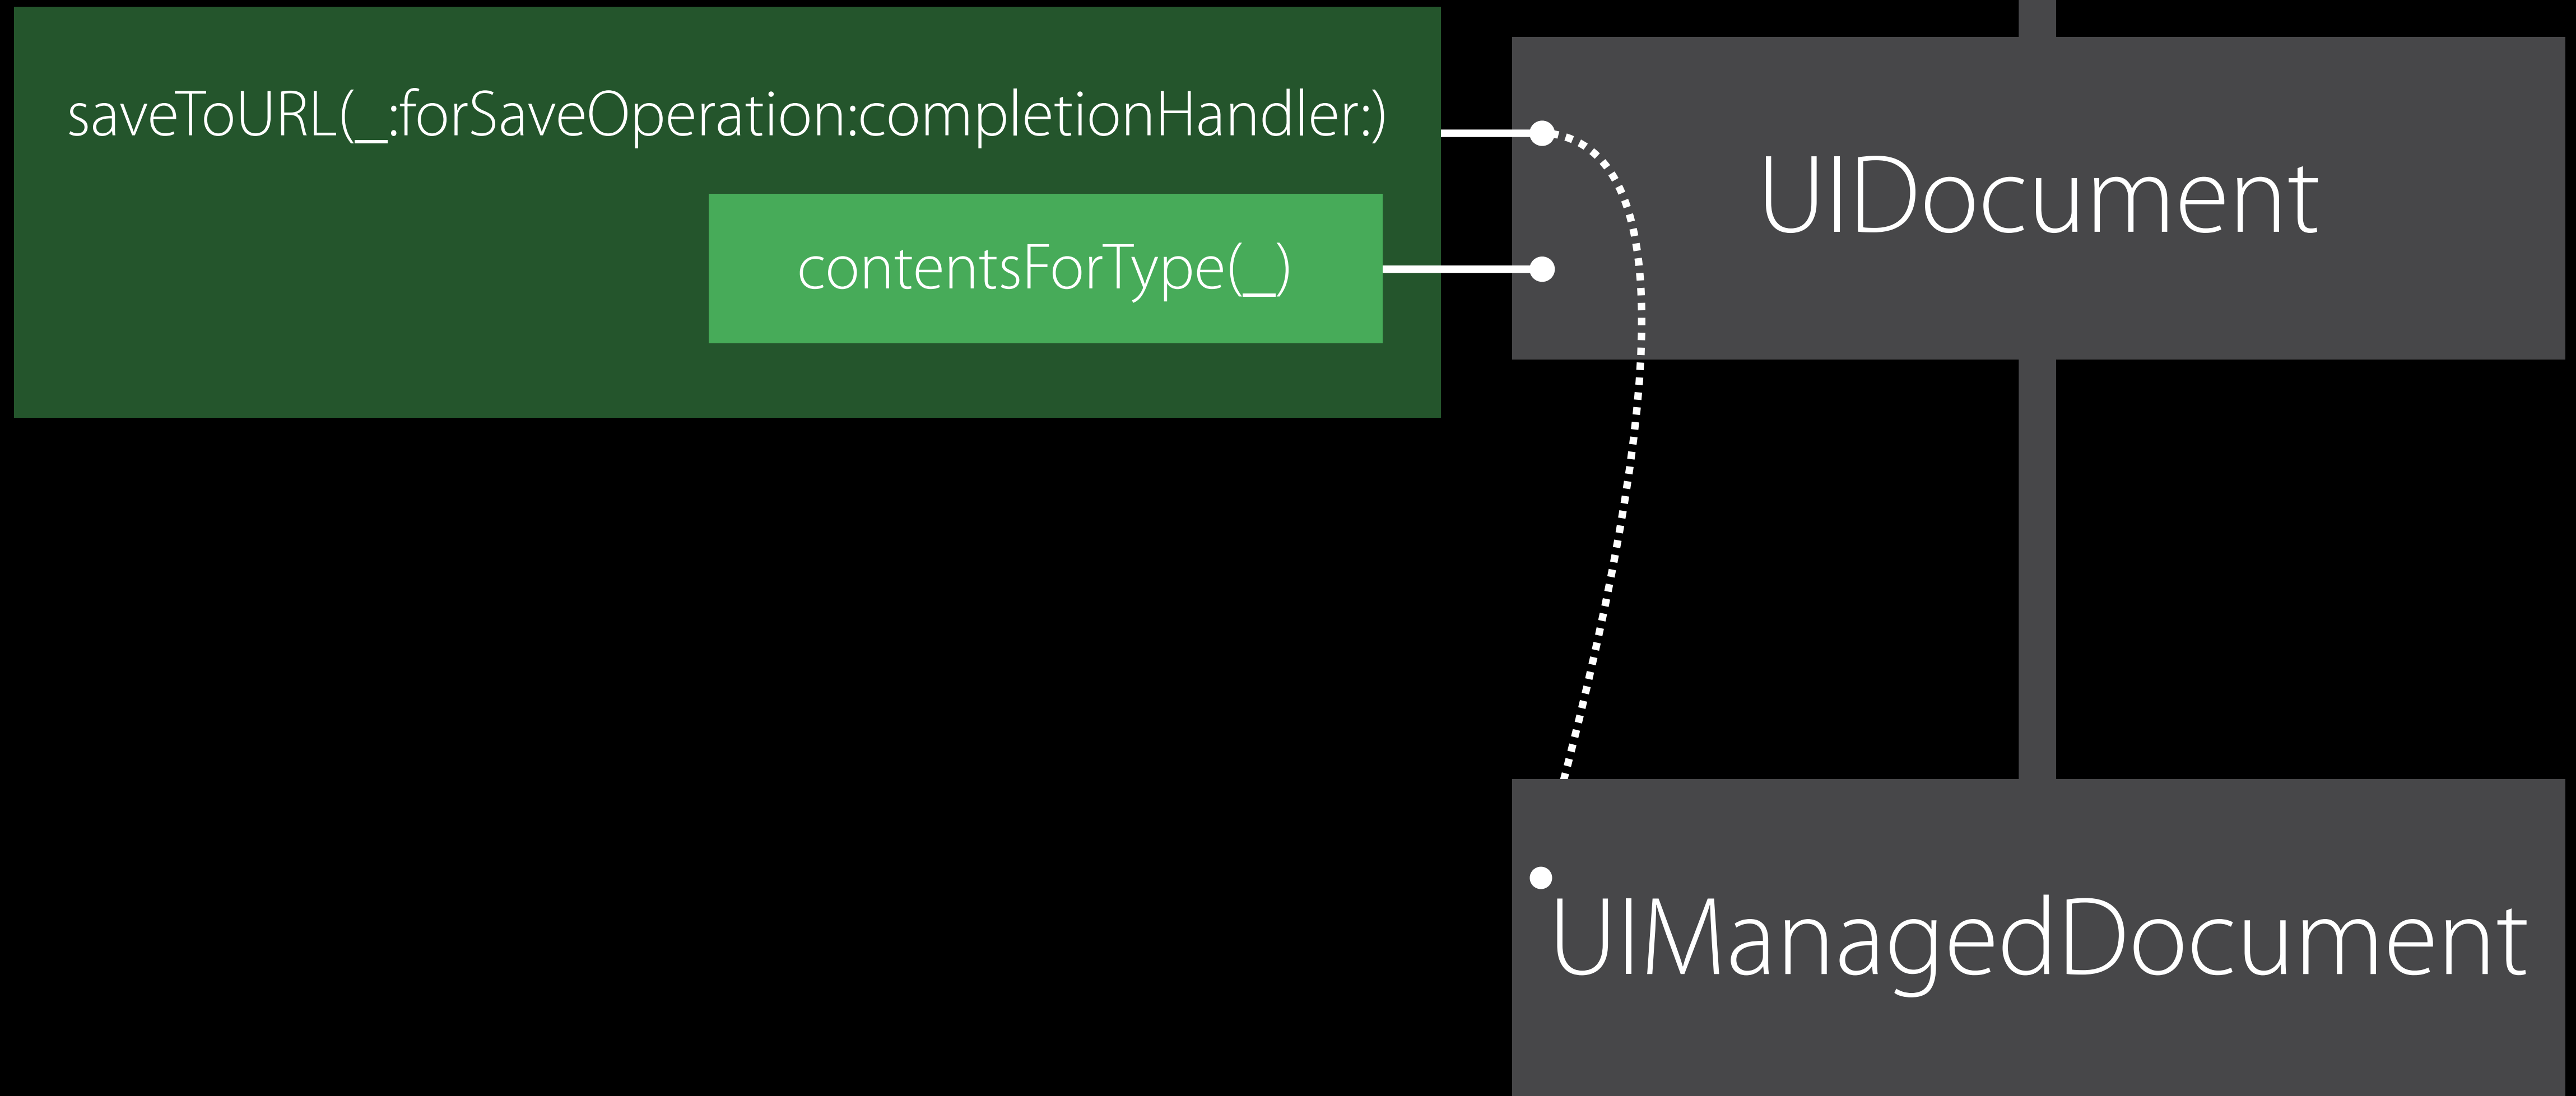 saveToURL(_:forSaveOperation:completionHandler:)
contentsForType(_)
UIDocument
UIManagedDocument